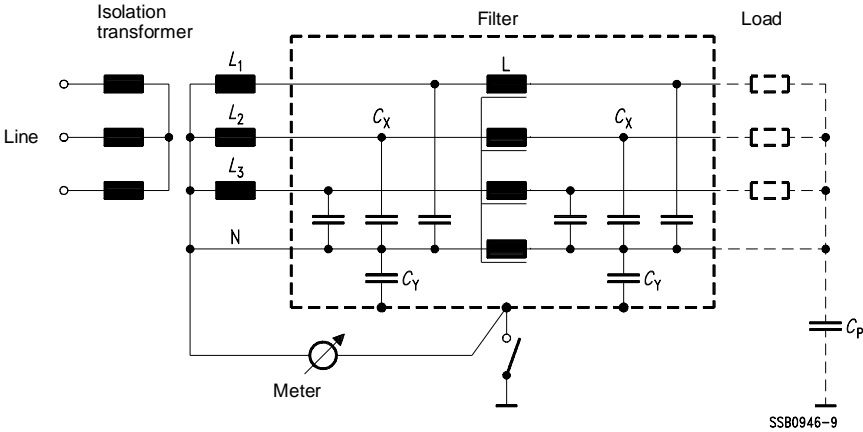 Isolation
transformer
Filter
Load
L1
L
L2
CX
CX
Line
L3
N
CY
CY
CP
Meter
SSB0946-9